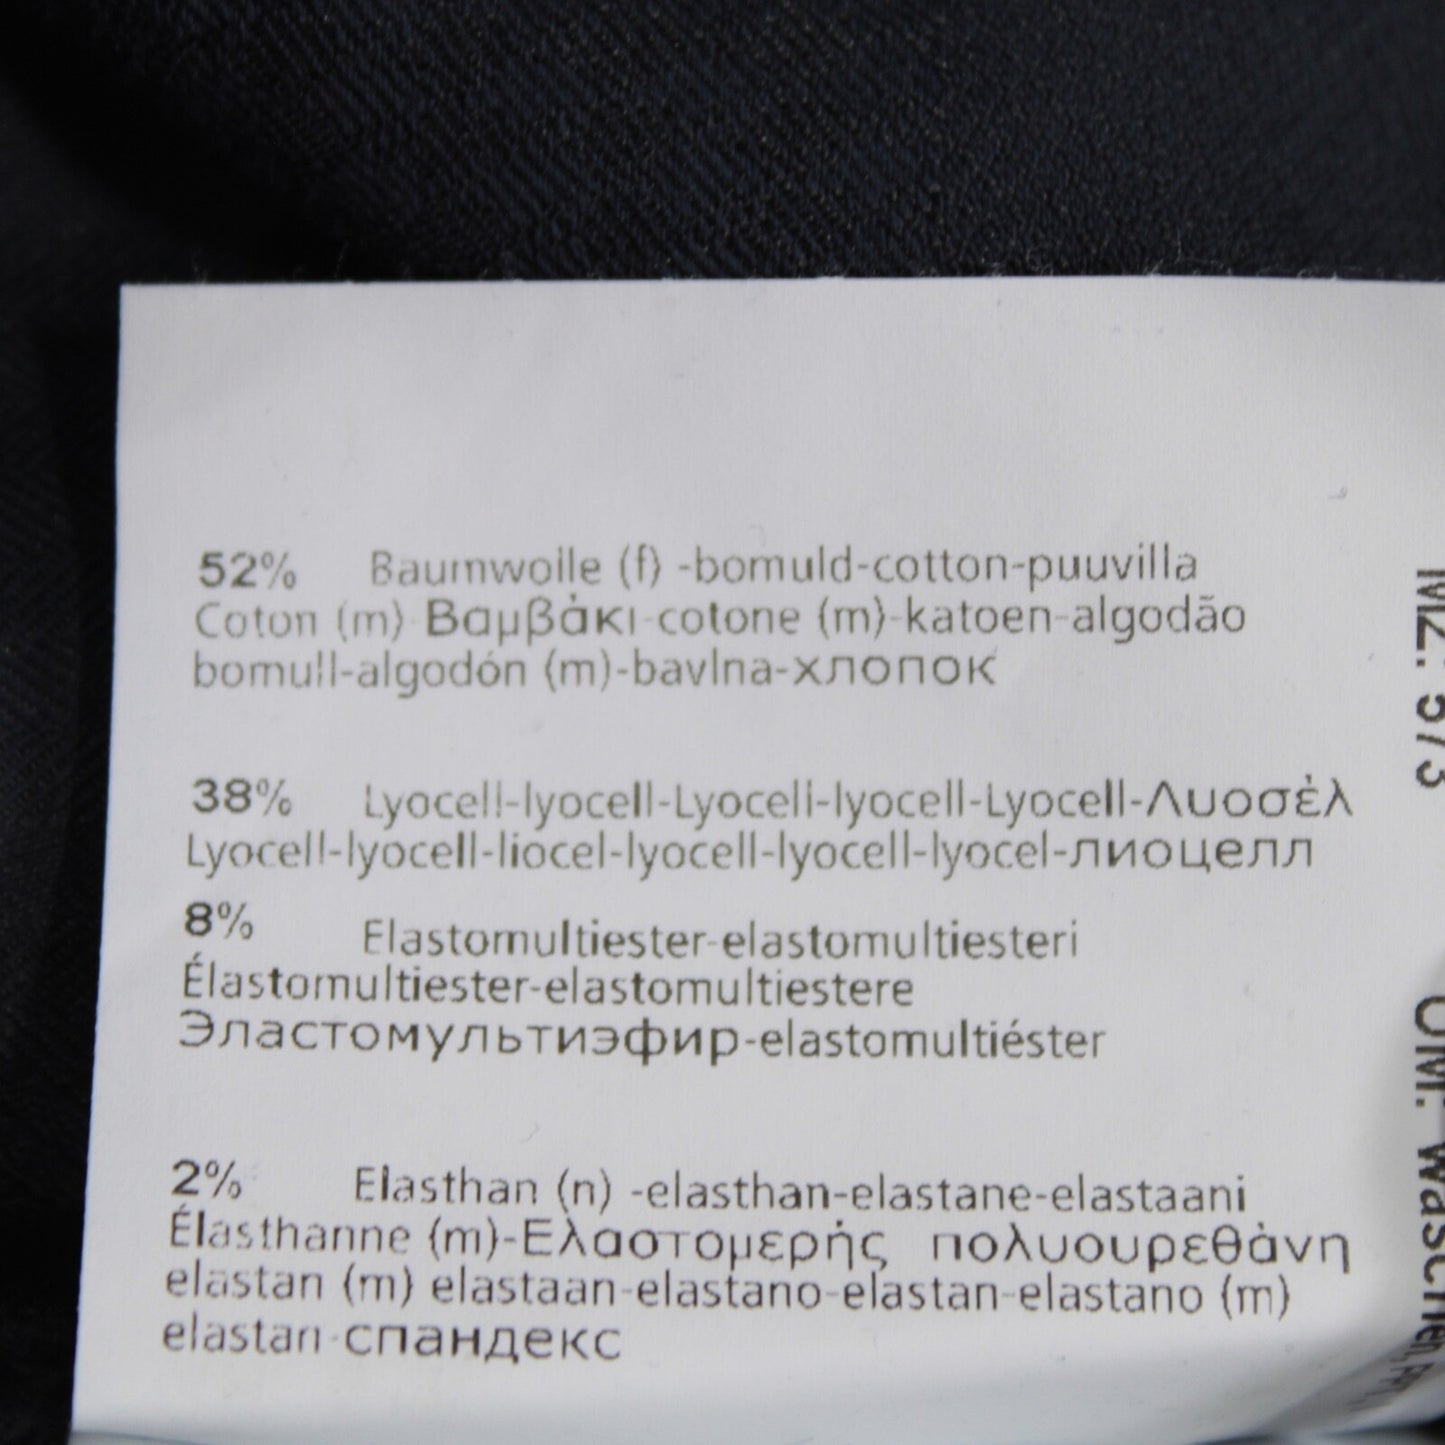 52% Baumwolle (f) -bomuld-cotton-puuvilla
Coton (m)-Βαμβάκι-cotone (m)-katoen-algodão
bomull-algodón (m)-bavlna-хлопок
38% Lyocell-lyocell-Lyocell-lyocell-Lyocell-Λυοσέλ
Lyocell-lyocell-liocel-lyocell-lyocell-lyocel-лиоцелл
8% Elastomultiester-elastomultiesteri
Élastomultiester-elastomultiestere
Эластомультиэфир-elastomultiéster
2% Elasthan (n) -elasthan-elastane-elastaani
Élasthanne (m)-Ελαστομερής πολυουρεθάνη
elastan (m) elastaan-elastano-elastan-elastano (m)
elastan-спандекс